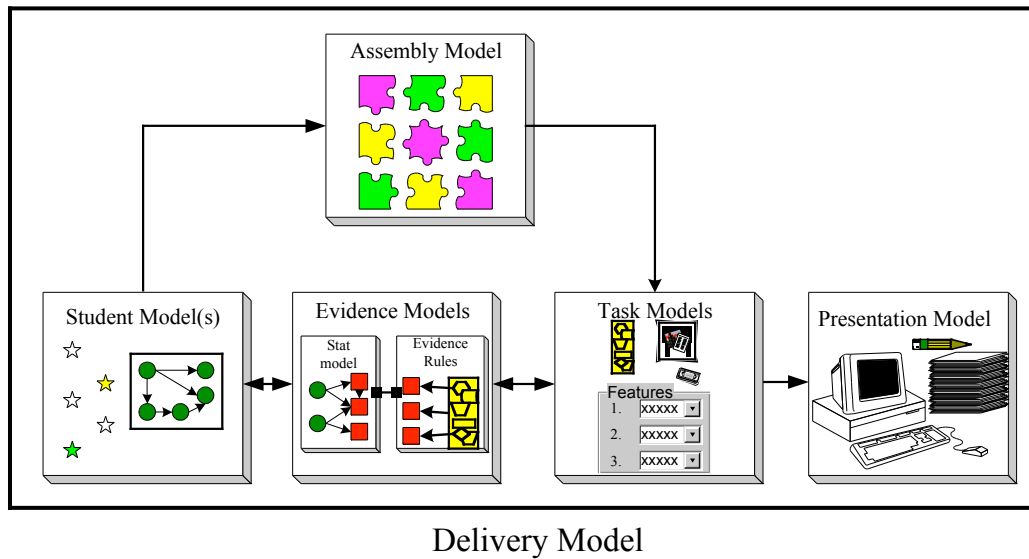 Assembly Model
Student Model(s)
Evidence Models
Stat
model
Evidence
Rules
Task Models
Features
1. xxxxx
2. xxxxx
3. xxxxx
Presentation Model
Delivery Model